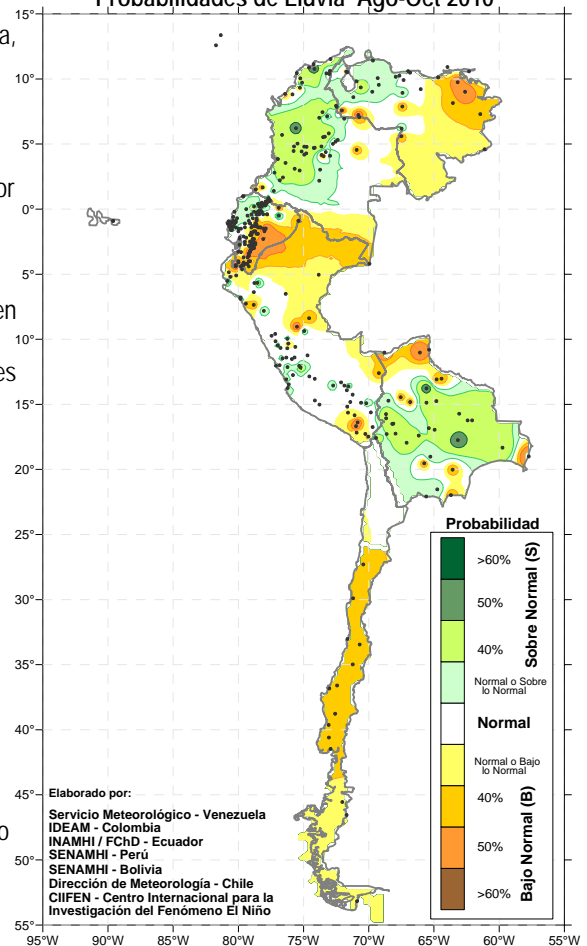 Probabilidades de Lluvia Ago-Oct 2010
a,
or
en
es
o
15°
10°
5°
0°
5°
10°
15°
20°
25°
30°
35°
40°
45°
50°
55°
95°W
90°W
85°W
80°W
75°W
70°W
65°W
60°W
55°W
Probabilidad
>60%
50%
40%
Normal o Sobre
lo Normal
Sobre Normal (S)
Normal
Normal o Bajo
lo Normal
40%
50%
>60%
Bajo Normal (B)
Elaborado por:
Servicio Meteorológico - Venezuela
IDEAM - Colombia
INAMHI / FChD - Ecuador
SENAMHI - Perú
SENAMHI - Bolivia
Dirección de Meteorología - Chile
CIIFEN - Centro Internacional para la
Investigación del Fenómeno El Niño